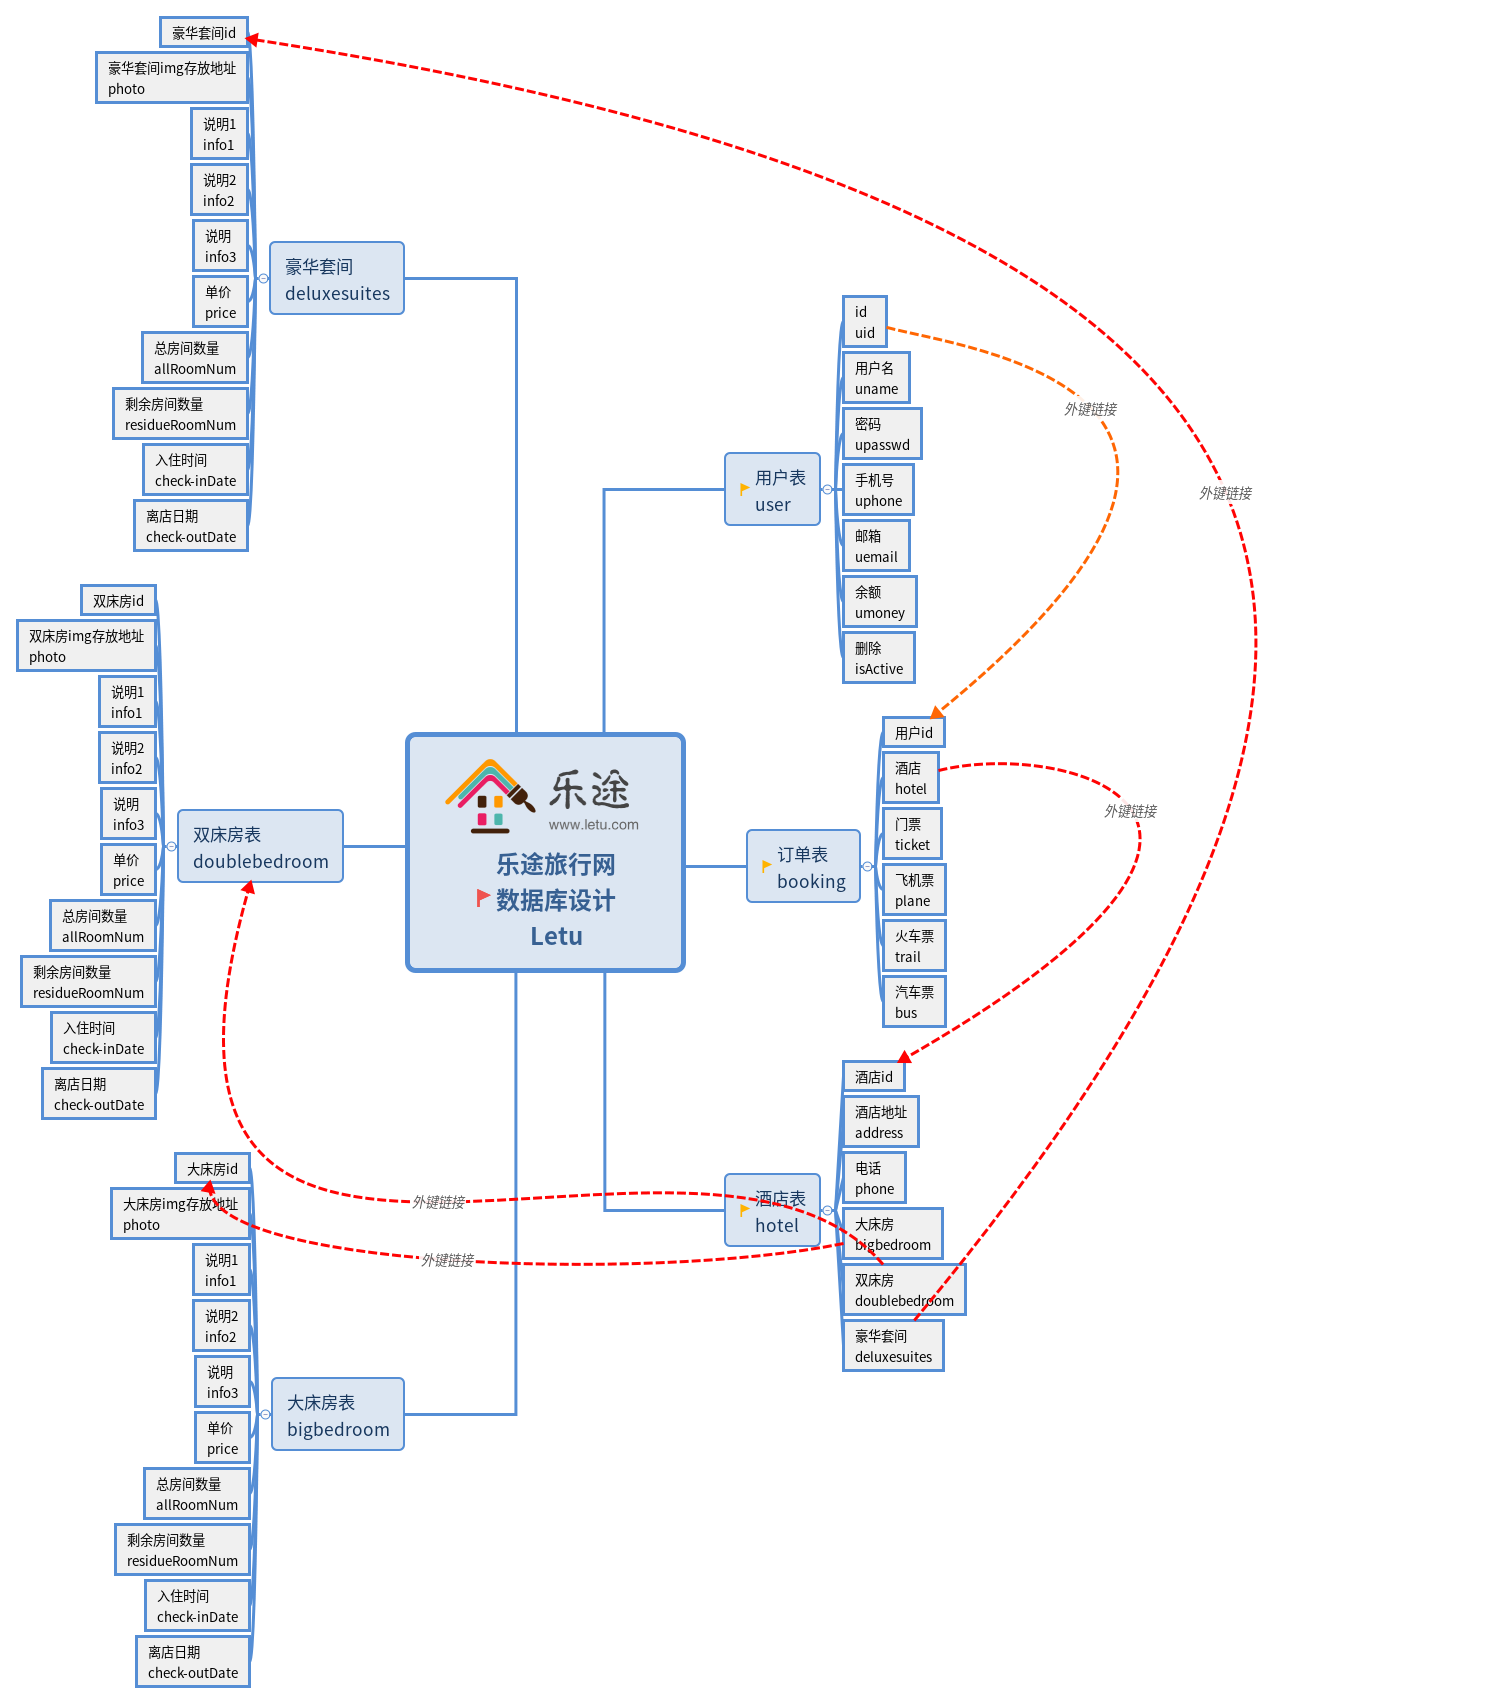 豪华套间id
豪华套间img存放地址
photo
说明1
info1
说明2
info2
说明
info3
单价
price
总房间数量
allRoomNum
剩余房间数量
residueRoomNum
入住时间
check-inDate
离店日期
check-outDate
豪华套间
deluxesuites
双床房id
双床房img存放地址
photo
说明1
info1
说明2
info2
说明
info3
单价
price
总房间数量
allRoomNum
剩余房间数量
residueRoomNum
入住时间
check-inDate
离店日期
check-outDate
双床房表
doublebedroom
大床房id
大床房img存放地址
photo
说明1
info1
说明2
info2
说明
info3
单价
price
总房间数量
allRoomNum
剩余房间数量
residueRoomNum
入住时间
check-inDate
离店日期
check-outDate
大床房表
bigbedroom
乐途
www.letu.com
乐途旅行网
数据库设计
Letu
用户表
user
id
uid
用户名
uname
密码
upasswd
手机号
uphone
邮箱
uemail
余额
umoney
删除
isActive
订单表
booking
用户id
酒店
hotel
门票
ticket
飞机票
plane
火车票
trail
汽车票
bus
酒店表
hotel
酒店id
酒店地址
address
电话
phone
大床房
bigbedroom
双床房
doublebedroom
豪华套间
deluxesuites
外键链接
外键链接
外键链接
外键链接
外键链接